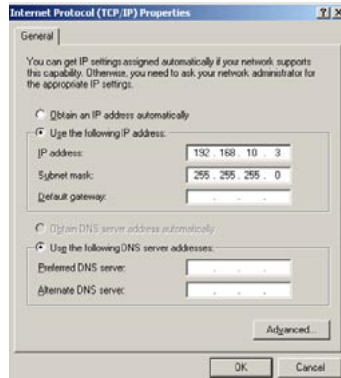 Internet Protocol (TCP/IP) Properties
General
You can get IP settings assigned automatically if your network supports
this capability. Otherwise, you need to ask your network administrator for
the appropriate IP settings.
Obtain an IP address automatically
Use the following IP address:
IP address: 192 . 168 . 10 . 3
Subnet mask: 255 . 255 . 255 . 0
Default gateway: . . .
Obtain DNS server address automatically
Use the following DNS server addresses:
Preferred DNS server: . . .
Alternate DNS server: . . .
Advanced...
OK Cancel